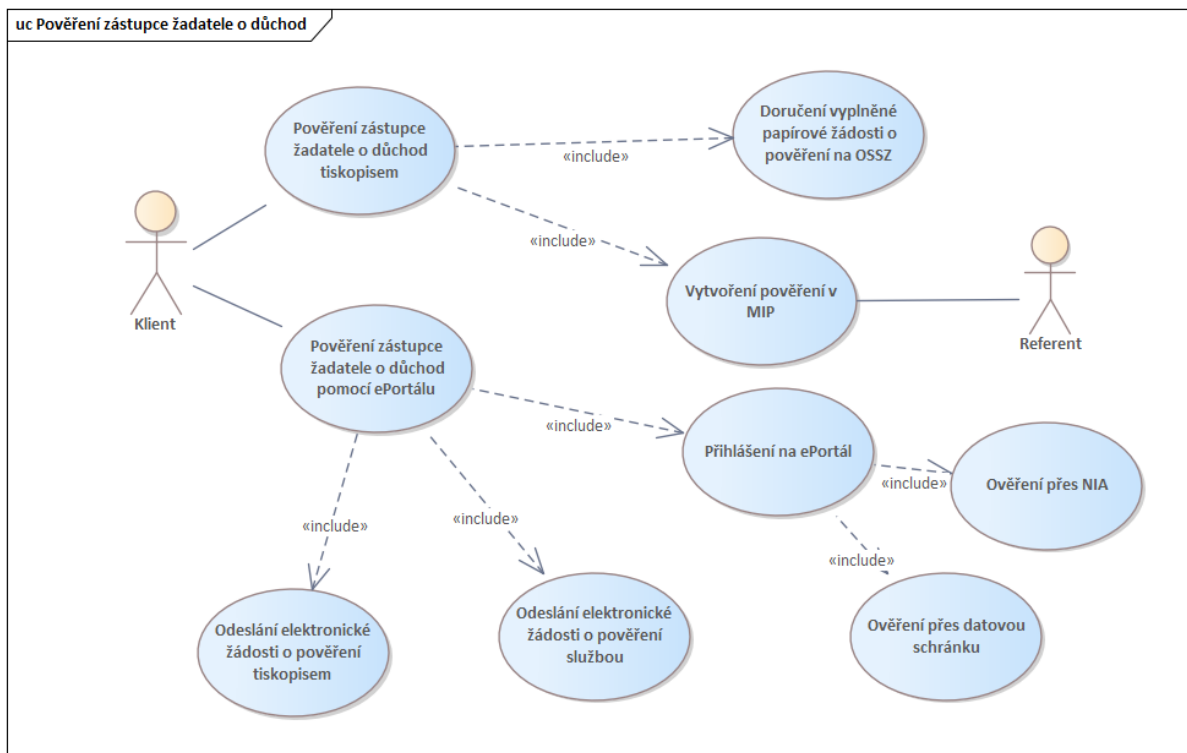 uc Pověření zástupce žadatele o důchod
Pověření zástupce
žadatele o důchod
tiskopisem
«include»
Doručení vyplněné
papírové žádosti o
pověření na OSSZ
«include»
Vytvoření pověření v
MIP
Klient
Referent
Pověření zástupce
žadatele o důchod
pomocí ePortálu
«include»
Přihlášení na ePortál
«include»
Ověření přes NIA
«include»
«include»
«include»
Odeslání elektronické
žádosti o pověření
tiskopisem
Odeslání elektronické
žádosti o pověření
službou
Ověření přes datovou
schránku